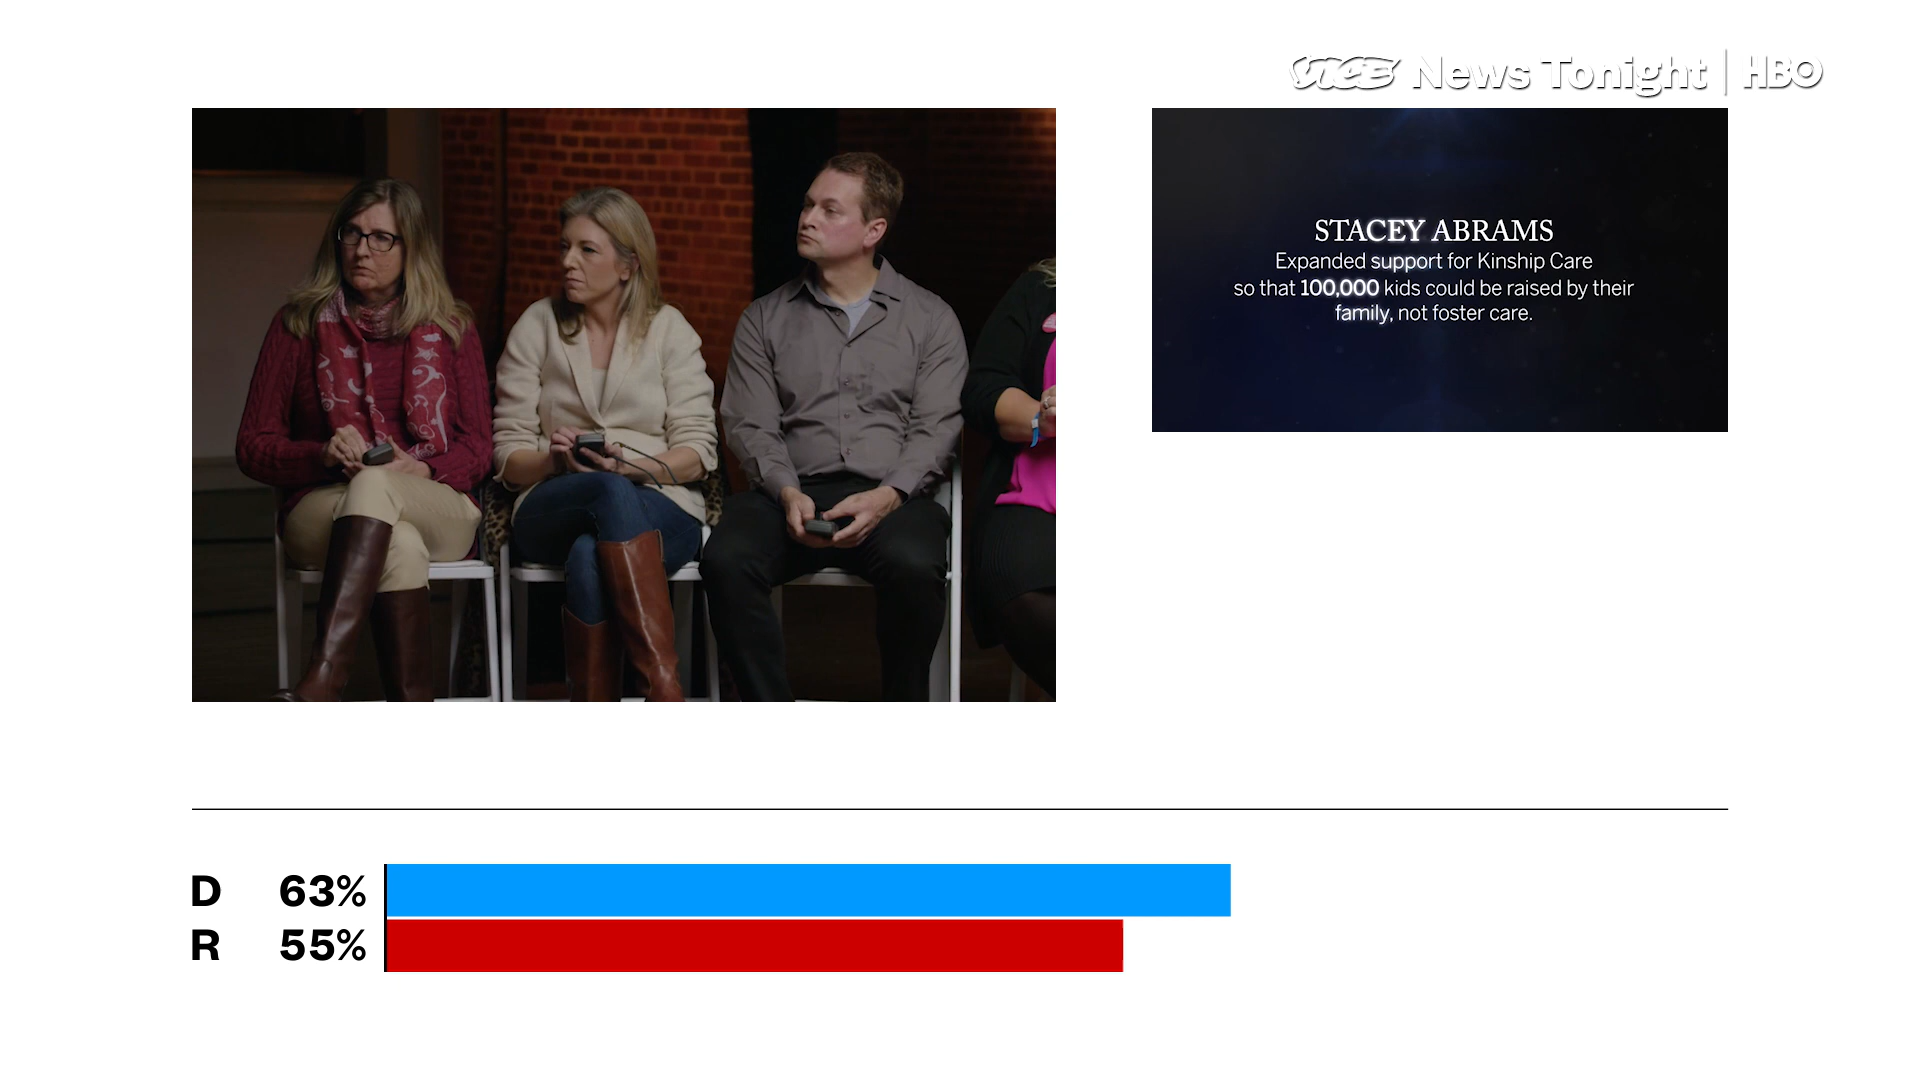 VICE News Tonight | HBO
STACEY ABRAMS
Expanded support for Kinship Care
so that 100,000 kids could be raised by their
family, not foster care.
D 63%
R 55%